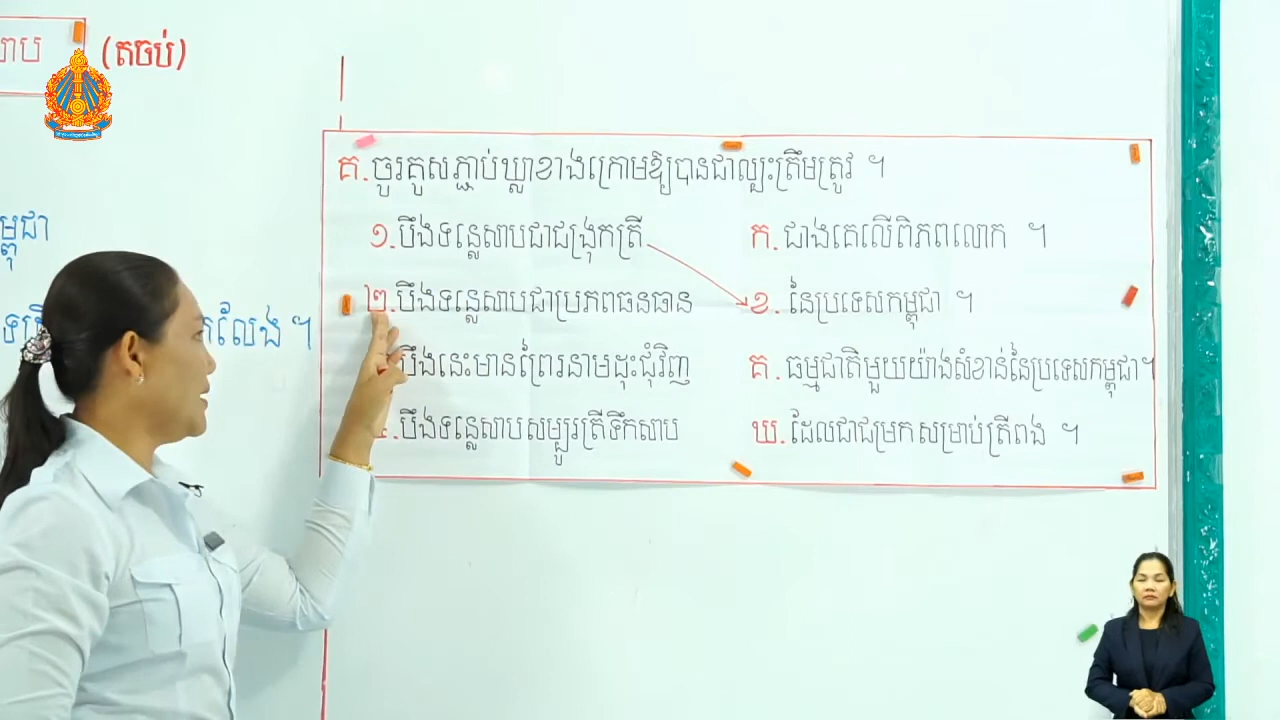 (តចប់)
គ.ចូរគូសភ្ជាប់ឃ្លាខាងក្រោមឱ្យបានជាល្បះត្រឹមត្រូវ ។
១.បឹងទន្លេសាបជាជង្រុកត្រី
ក. ជាងគេលើពិភពលោក ។
២.បឹងទន្លេសាបជាប្រភពធនធាន
ខ. នៃប្រទេសកម្ពុជា ។
បឹងនេះមានព្រៃរនាមដុះជុំវិញ
គ. ធម្មជាតិមួយយ៉ាងសំខាន់នៃប្រទេសកម្ពុជា។
.បឹងទន្លេសាបសម្បូរត្រីទឹកសាប
ឃ. ដែលជាជម្រកសម្រាប់ត្រីពង ។